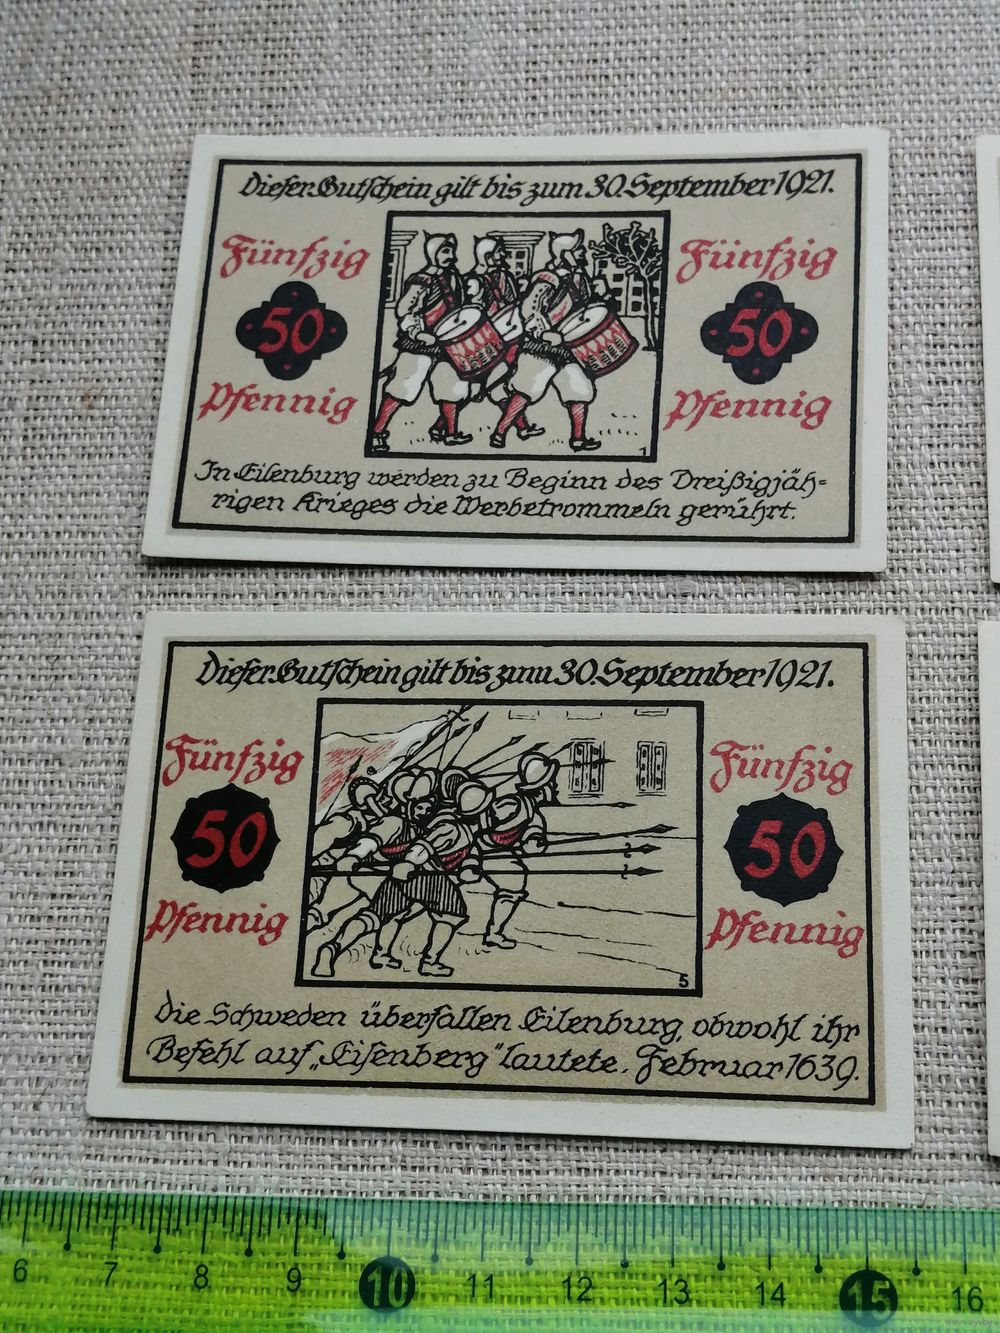 Dieser Gutschein gilt bis zum 30. September 1921.
Fünfzig
50
Pfennig
Fünfzig
50
Pfennig
1
In Eilenburg werden zu Beginn des Dreißigjäh=
rigen Krieges die Werbetrommeln gerührt.
Dieser Gutschein gilt bis zum 30. September 1921.
Fünfzig
50
Pfennig
Fünfzig
50
Pfennig
5
die Schweden überfallen Eilenburg, obwohl ihr
Befehl auf „Eisenberg" lautete. Februar 1639.
6 7 8 9 10 11 12 13 14 15 16